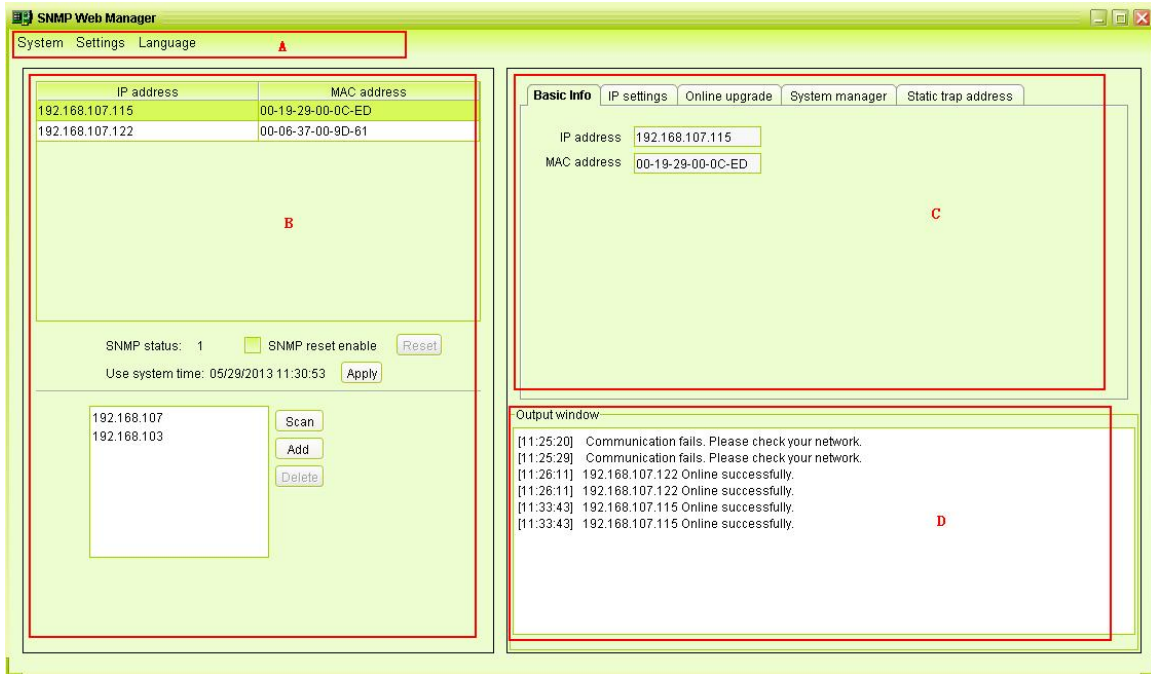 SNMP Web Manager
System Settings Language A
IP address MAC address
192.168.107.115 00-19-29-00-0C-ED
192.168.107.122 00-06-37-00-9D-61
B
SNMP status: 1 SNMP reset enable Reset
Use system time: 05/29/2013 11:30:53 Apply
192.168.107
192.168.103
Scan
Add
Delete
Basic Info IP settings Online upgrade System manager Static trap address
IP address 192.168.107.115
MAC address 00-19-29-00-0C-ED
C
Output window
[11:25:20] Communication fails. Please check your network.
[11:25:29] Communication fails. Please check your network.
[11:26:11] 192.168.107.122 Online successfully.
[11:26:11] 192.168.107.122 Online successfully.
[11:33:43] 192.168.107.115 Online successfully.
[11:33:43] 192.168.107.115 Online successfully.
D